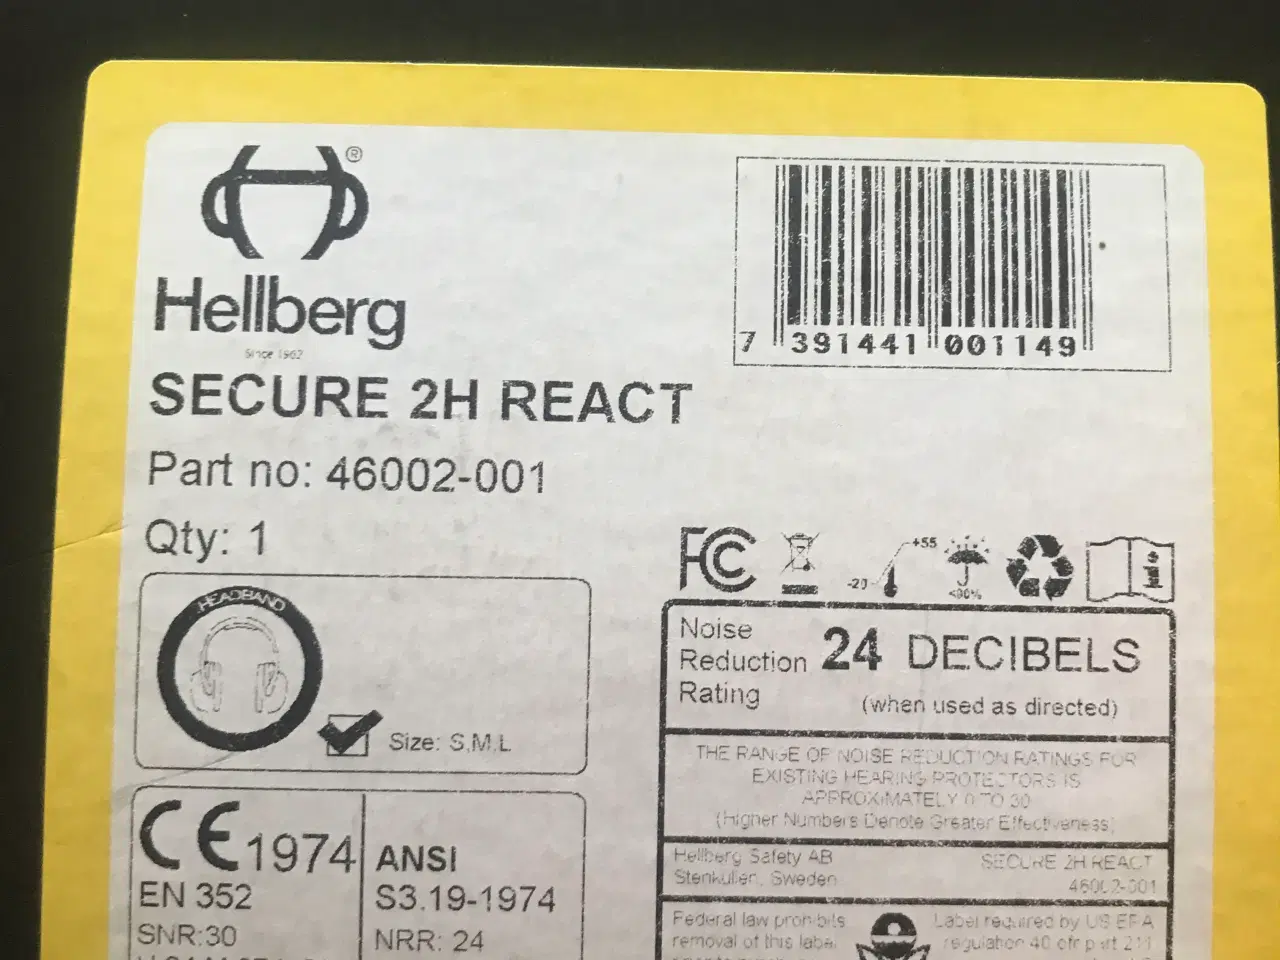 ®
Hellberg
Since 1962
SECURE 2H REACT
Part no: 46002-001
Qty: 1
7 391441 001149
HEADBAND
Size: S,M,L
CE 1974
EN 352
SNR:30
ANSI
S3.19-1974
NRR: 24
FC
+55
-20
<90%
Noise
Reduction
Rating
24 DECIBELS
(when used as directed)
THE RANGE OF NOISE REDUCTION RATINGS FOR
EXISTING HEARING PROTECTORS IS
APPROXIMATELY 0 TO 30
(Higher Numbers Denote Greater Effectiveness)
Hellberg Safety AB
Stenkullen, Sweden
SECURE 2H REACT
46002-001
Federal law prohibits
removal of this label
Label required by US EPA
regulation 40 cfr part 211